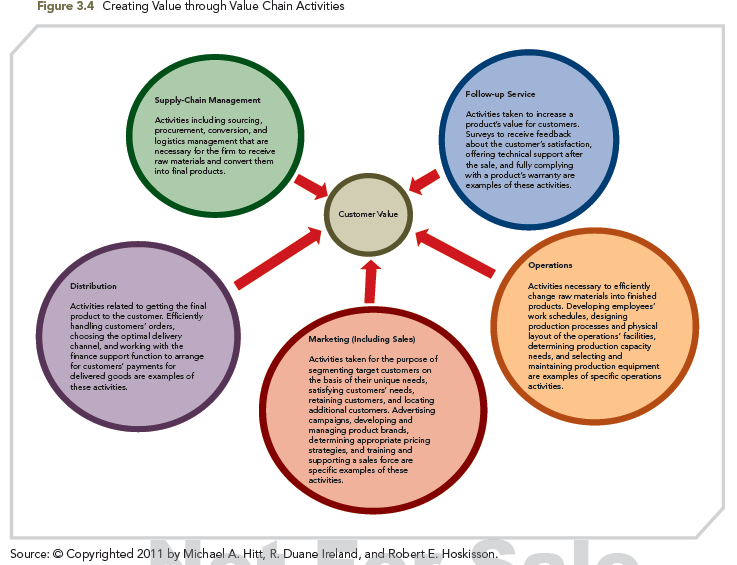 Figure 3.4 Creating Value through Value Chain Activities
Supply-Chain Management
Activities including sourcing,
procurement, conversion, and
logistics management that are
necessary for the firm to receive
raw materials and convert them
into final products.
Follow-up Service
Activities taken to increase a
product's value for customers.
Surveys to receive feedback
about the customer's satisfaction,
offering technical support after
the sale, and fully complying
with a product's warranty are
examples of these activities.
Customer Value
Distribution
Activities related to getting the final
product to the customer. Efficiently
handling customers' orders,
choosing the optimal delivery
channel, and working with the
finance support function to arrange
for customers' payments for
delivered goods are examples of
these activities.
Marketing (Including Sales)
Activities taken for the purpose of
segmenting target customers on
the basis of their unique needs,
satisfying customers' needs,
retaining customers, and locating
additional customers. Advertising
campaigns, developing and
managing product brands,
determining appropriate pricing
strategies, and training and
supporting a sales force are
specific examples of these
activities.
Operations
Activities necessary to efficiently
change raw materials into finished
products. Developing employees'
work schedules, designing
production processes and physical
layout of the operations' facilities,
determining production capacity
needs, and selecting and
maintaining production equipment
are examples of specific operations
activities.
Not For Sale
Source: © Copyrighted 2011 by Michael A. Hitt, R. Duane Ireland, and Robert E. Hoskisson.